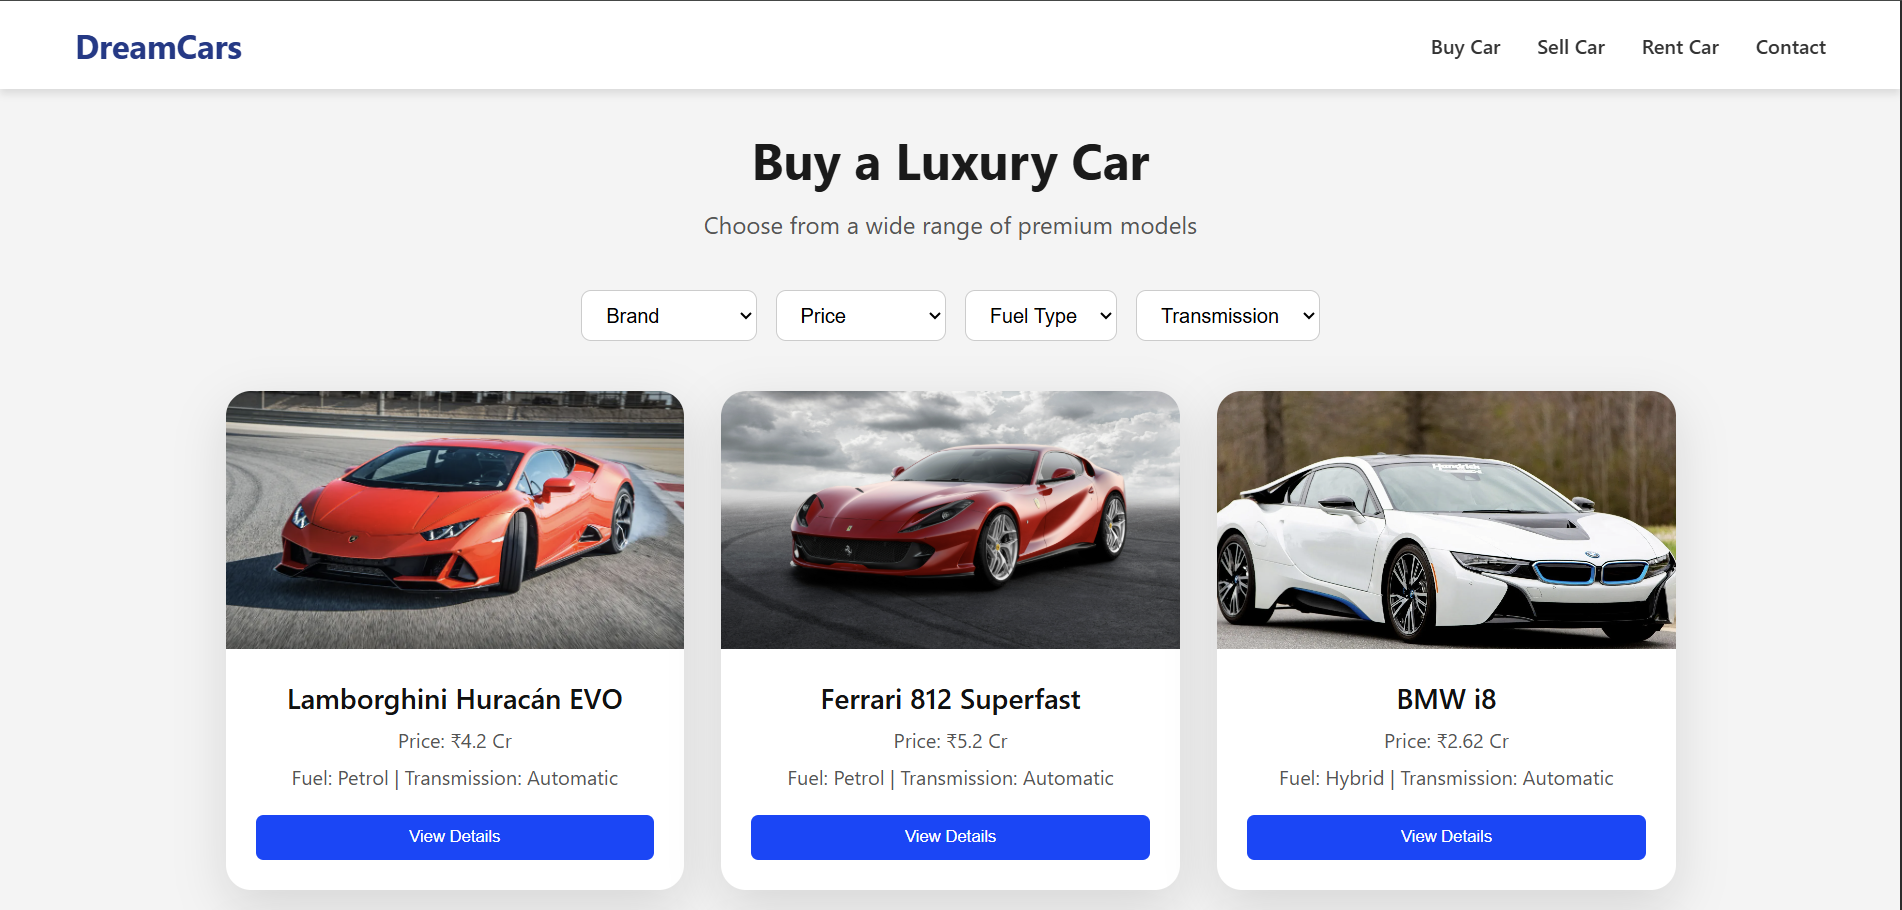 DreamCars
Buy Car
Sell Car
Rent Car
Contact
Buy a Luxury Car
Choose from a wide range of premium models
Brand
Price
Fuel Type
Transmission
Hendrick
Lamborghini Huracán EVO
Price: ₹4.2 Cr
Fuel: Petrol | Transmission: Automatic
View Details
Ferrari 812 Superfast
Price: ₹5.2 Cr
Fuel: Petrol | Transmission: Automatic
View Details
BMW i8
Price: ₹2.62 Cr
Fuel: Hybrid | Transmission: Automatic
View Details